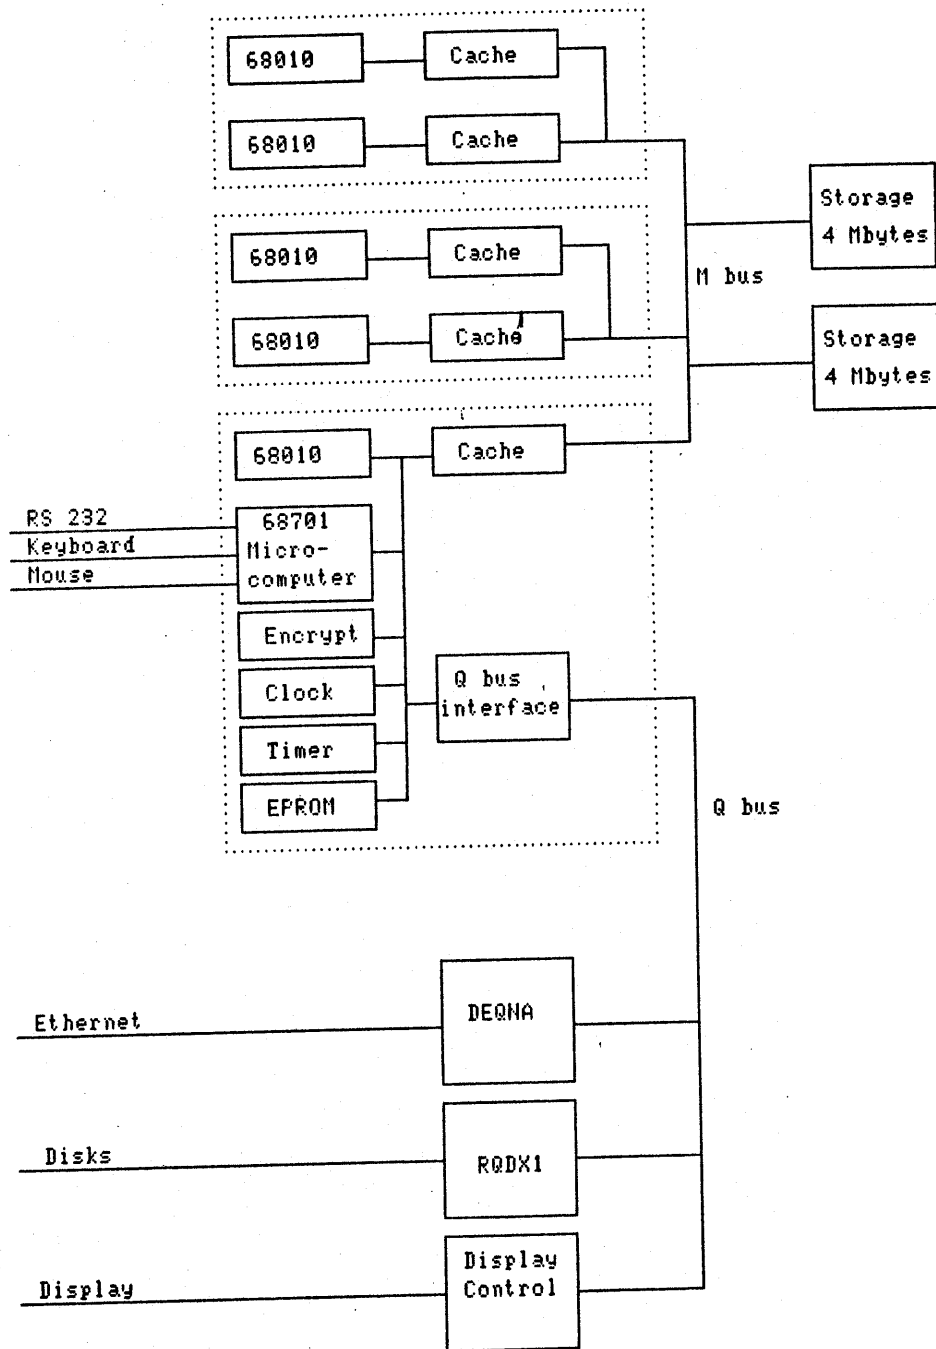 68010
Cache
68010
Cache
Storage
4 Mbytes
68010
Cache
M bus
68010
Cache
Storage
4 Mbytes
68010
Cache
RS 232
Keyboard
Mouse
68701
Micro-
computer
Encrypt
Clock
Timer
EPROM
Q bus
interface
Q bus
Ethernet
DEQNA
Disks
RQDX1
Display
Display
Control